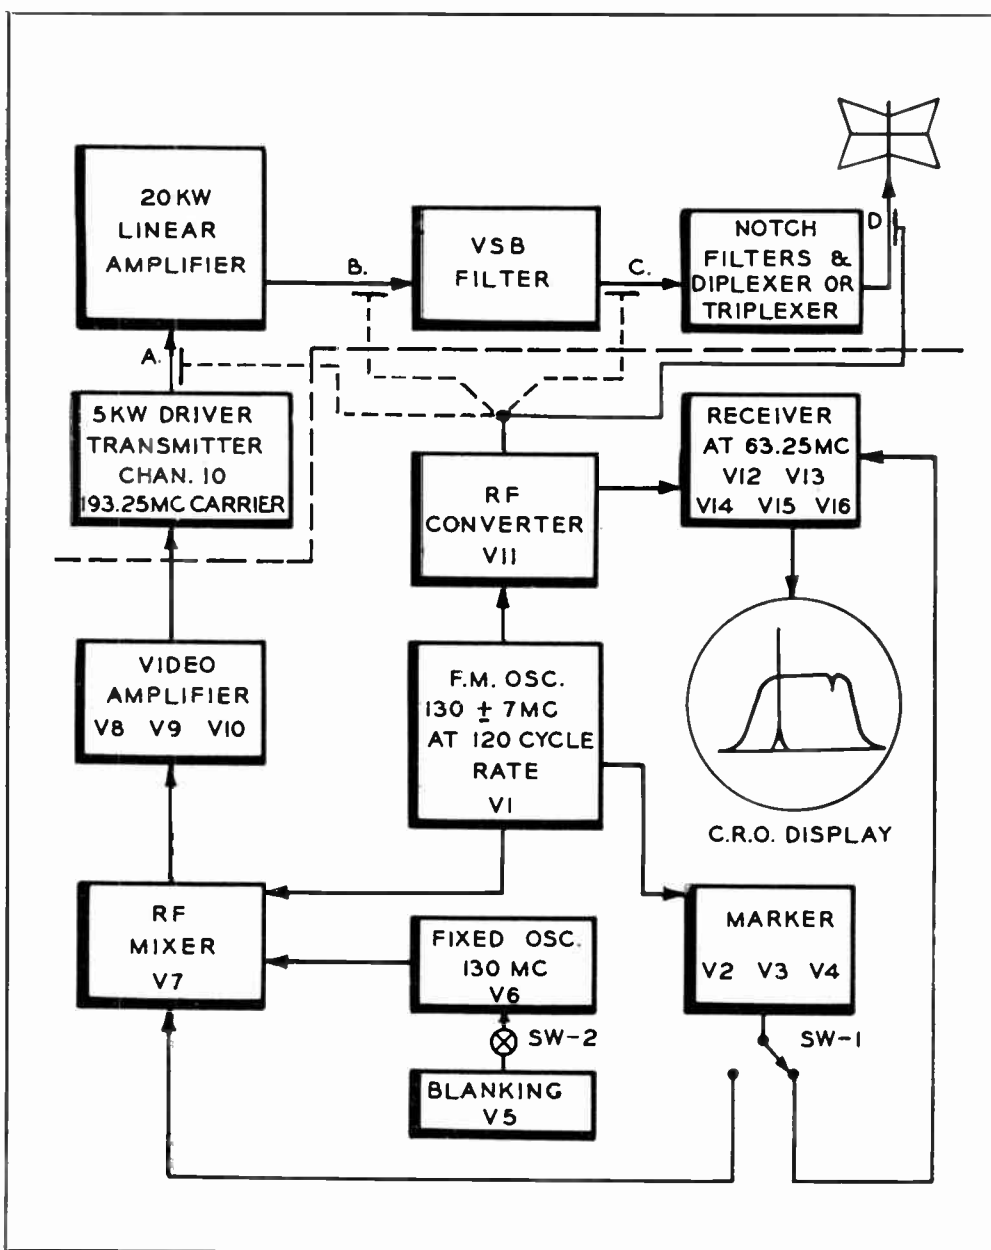 20 KW
LINEAR
AMPLIFIER
B.
VSB
FILTER
C.
NOTCH
FILTERS &
DIPLEXER OR
TRIPLEXER
D
A.
5KW DRIVER
TRANSMITTER
CHAN. 10
193.25MC CARRIER
RF
CONVERTER
V11
RECEIVER
AT 63.25MC
V12 V13
V14 V15 V16
VIDEO
AMPLIFIER
V8 V9 V10
F.M. OSC.
130 ± 7MC
AT 120 CYCLE
RATE
V1
C.R.O. DISPLAY
RF
MIXER
V7
FIXED OSC.
130 MC
V6
SW-2
BLANKING
V5
MARKER
V2 V3 V4
SW-1